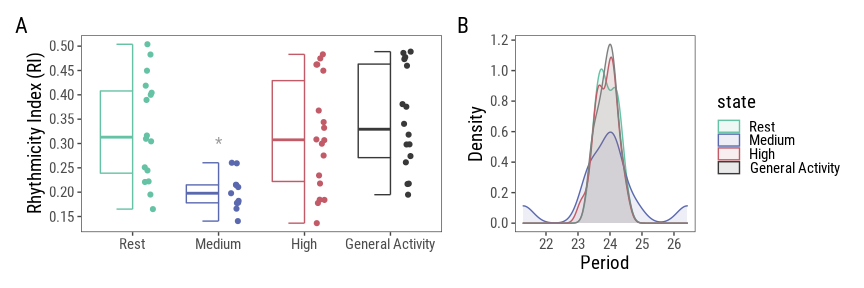 A
Rhythmicity Index (RI)
0.50
0.45
0.40
0.35
0.30
0.25
0.20
0.15
*
Rest Medium High General Activity
B
Density
1.2
1.0
0.8
0.6
0.4
0.2
0.0
22 23 24 25 26
Period
state
Rest
Medium
High
General Activity